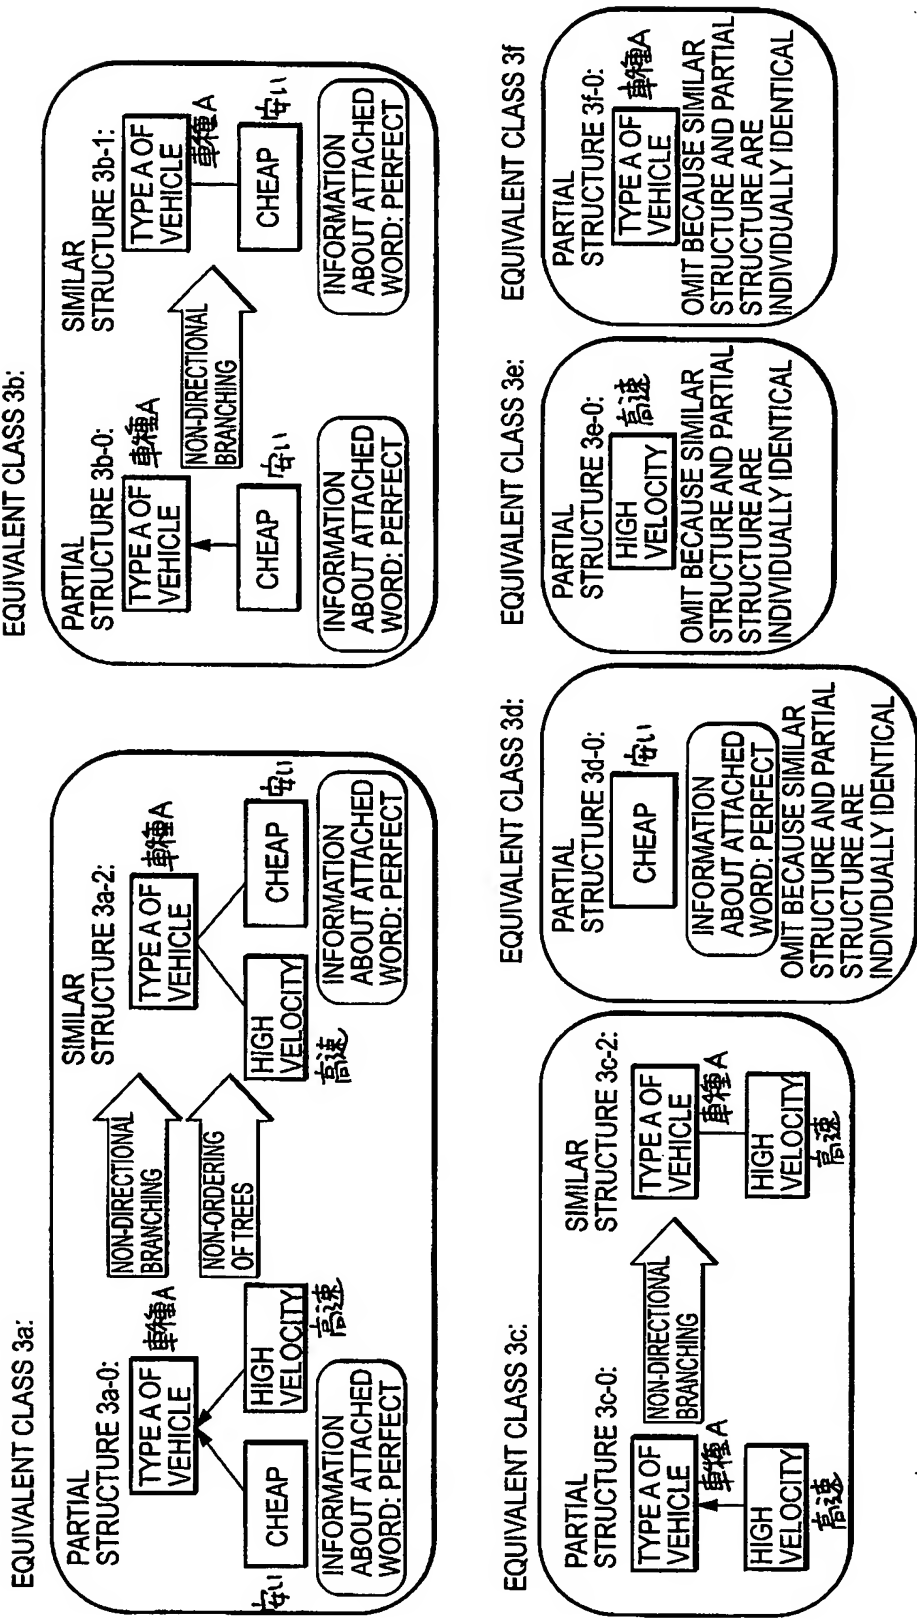 EQUIVALENT CLASS 3a:
PARTIAL
STRUCTURE 3a-0:
TYPE A OF
VEHICLE
車種A
CHEAP
安い
HIGH
VELOCITY
高速
INFORMATION
ABOUT ATTACHED
WORD: PERFECT
NON-DIRECTIONAL
BRANCHING
NON-ORDERING
OF TREES
SIMILAR
STRUCTURE 3a-2:
TYPE A OF
VEHICLE
車種A
HIGH
VELOCITY
高速
CHEAP
安い
INFORMATION
ABOUT ATTACHED
WORD: PERFECT
EQUIVALENT CLASS 3b:
PARTIAL
STRUCTURE 3b-0:
TYPE A OF
VEHICLE
車種A
CHEAP
安い
INFORMATION
ABOUT ATTACHED
WORD: PERFECT
NON-DIRECTIONAL
BRANCHING
SIMILAR
STRUCTURE 3b-1:
TYPE A OF
VEHICLE
車種A
CHEAP
安い
INFORMATION
ABOUT ATTACHED
WORD: PERFECT
EQUIVALENT CLASS 3c:
PARTIAL
STRUCTURE 3c-0:
TYPE A OF
VEHICLE
車種A
HIGH
VELOCITY
高速
NON-DIRECTIONAL
BRANCHING
SIMILAR
STRUCTURE 3c-2:
TYPE A OF
VEHICLE
車種A
HIGH
VELOCITY
高速
EQUIVALENT CLASS 3d:
PARTIAL
STRUCTURE 3d-0:
CHEAP
安い
INFORMATION
ABOUT ATTACHED
WORD: PERFECT
OMIT BECAUSE SIMILAR
STRUCTURE AND PARTIAL
STRUCTURE ARE
INDIVIDUALLY IDENTICAL
EQUIVALENT CLASS 3e:
PARTIAL
STRUCTURE 3e-0:
HIGH
VELOCITY
高速
OMIT BECAUSE SIMILAR
STRUCTURE AND PARTIAL
STRUCTURE ARE
INDIVIDUALLY IDENTICAL
EQUIVALENT CLASS 3f
PARTIAL
STRUCTURE 3f-0:
TYPE A OF
VEHICLE
車種A
OMIT BECAUSE SIMILAR
STRUCTURE AND PARTIAL
STRUCTURE ARE
INDIVIDUALLY IDENTICAL